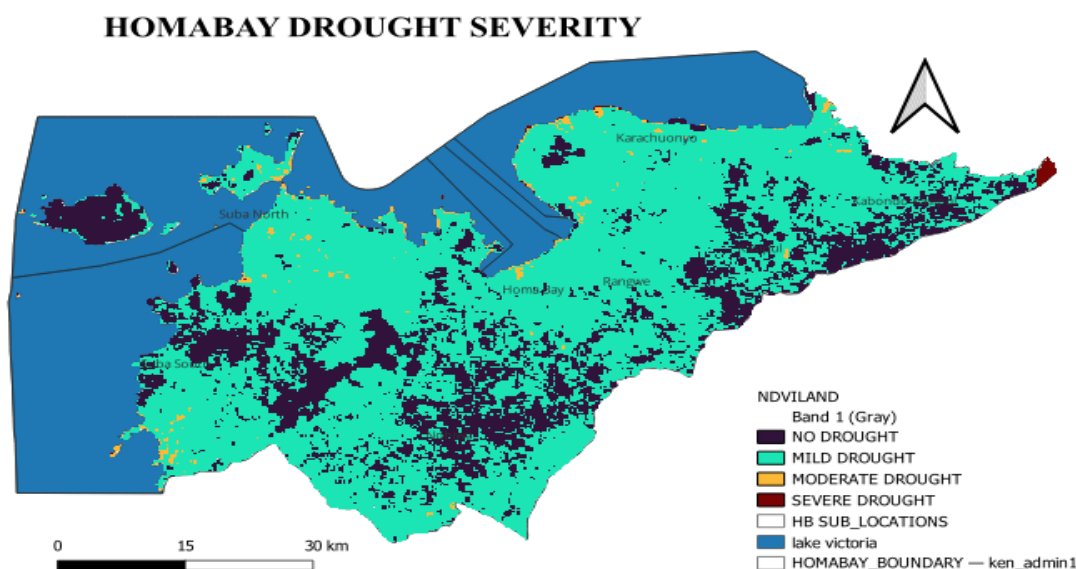 HOMABAY DROUGHT SEVERITY
Karachuonyo
Suba North
Homa Bay
Rangwe
NDVILAND
Band 1 (Gray)
NO DROUGHT
MILD DROUGHT
MODERATE DROUGHT
SEVERE DROUGHT
HB SUB_LOCATIONS
lake victoria
HOMABAY_BOUNDARY — ken_admin1
0 15 30 km